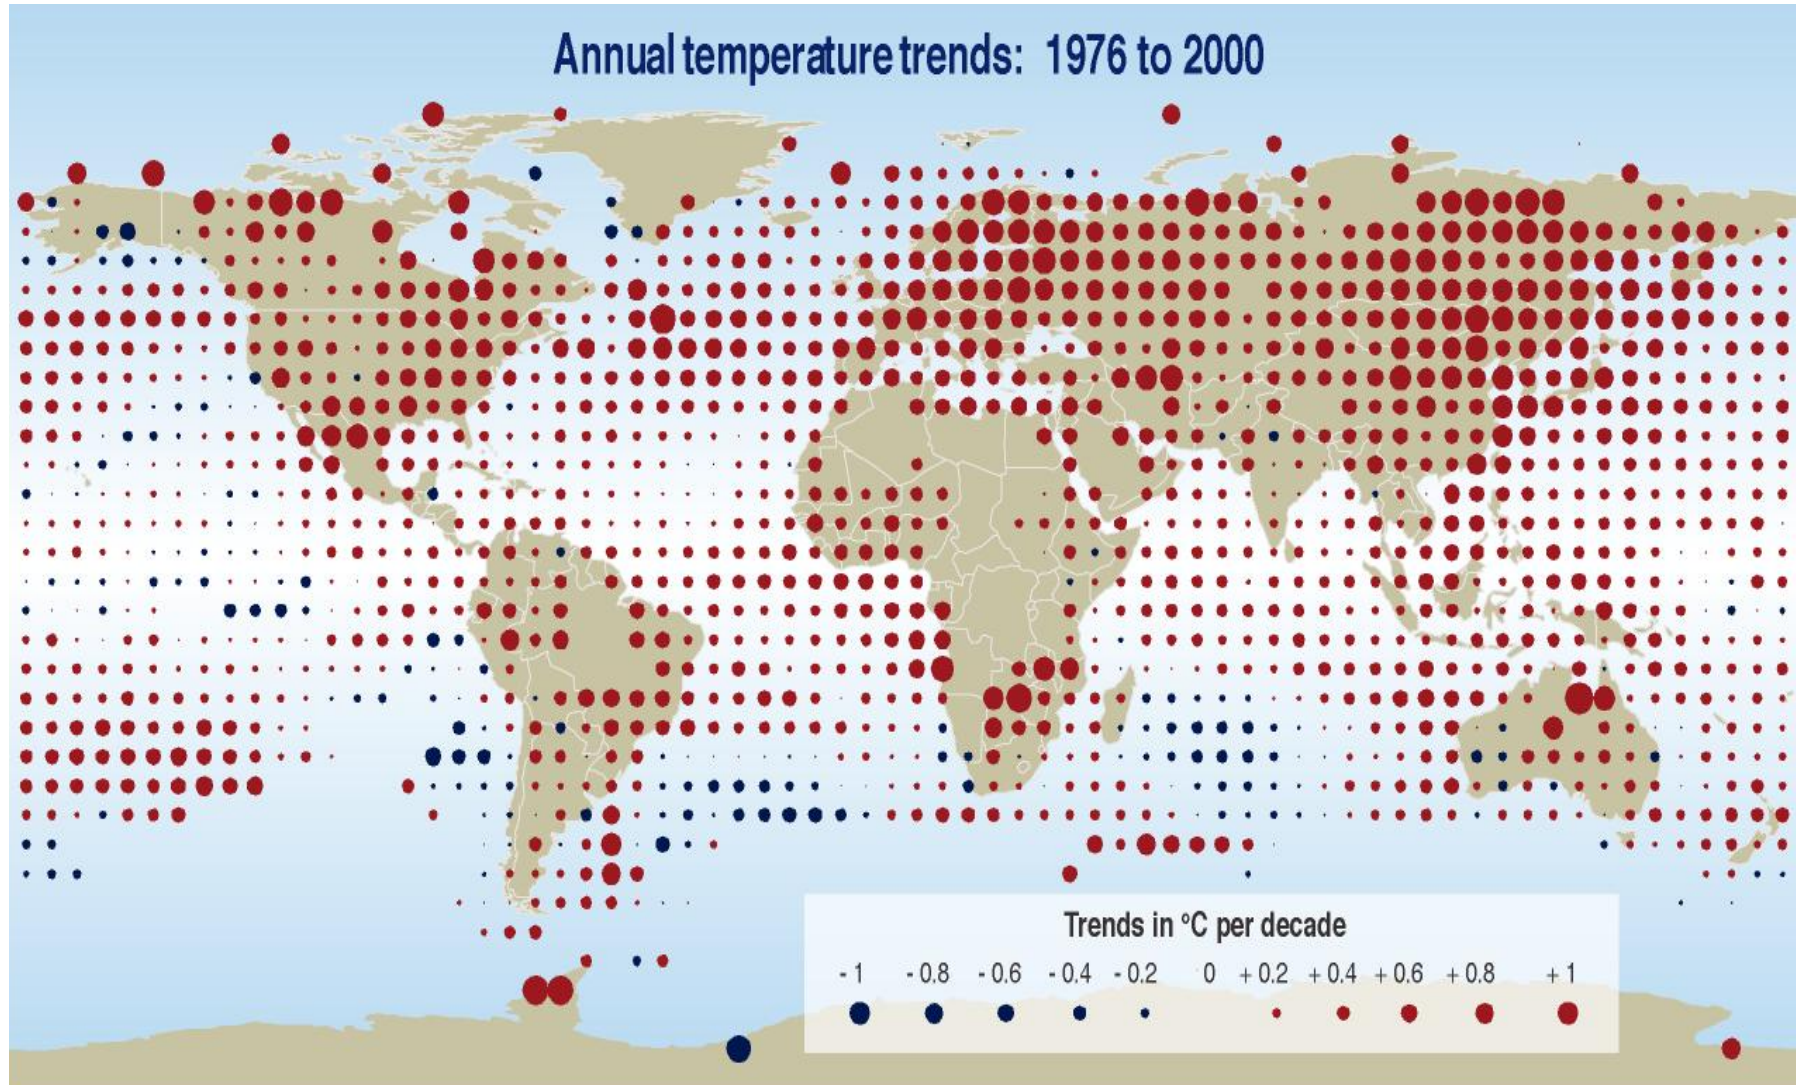 Annual temperature trends: 1976 to 2000
Trends in °C per decade
- 1 - 0.8 - 0.6 - 0.4 - 0.2 0 + 0.2 + 0.4 + 0.6 + 0.8 + 1